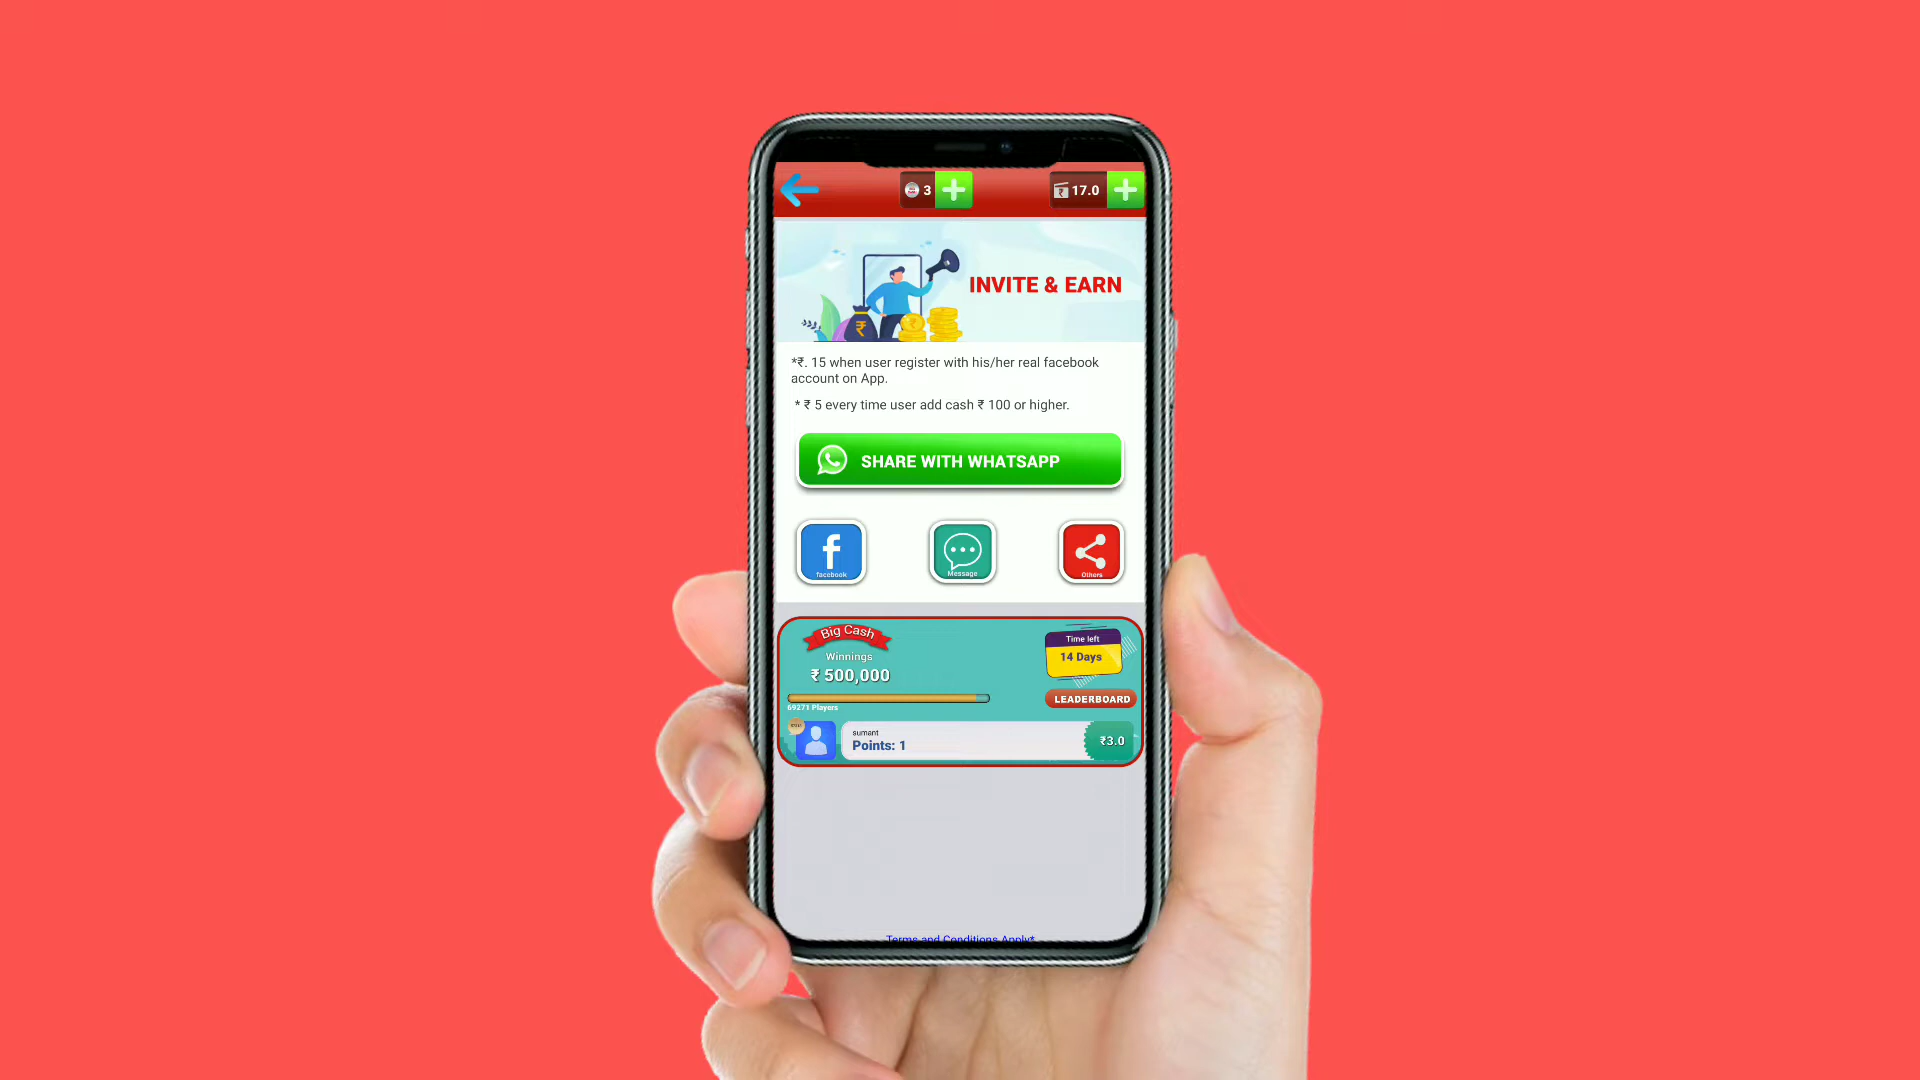 3
17.0
INVITE & EARN
*₹. 15 when user register with his/her real facebook
account on App.
* ₹ 5 every time user add cash ₹ 100 or higher.
SHARE WITH WHATSAPP
facebook
Message
Others
Big Cash
Winnings
₹ 500,000
Time left
14 Days
LEADERBOARD
69271 Players
sumant
Points: 1
₹3.0
Terms and Conditions Apply*